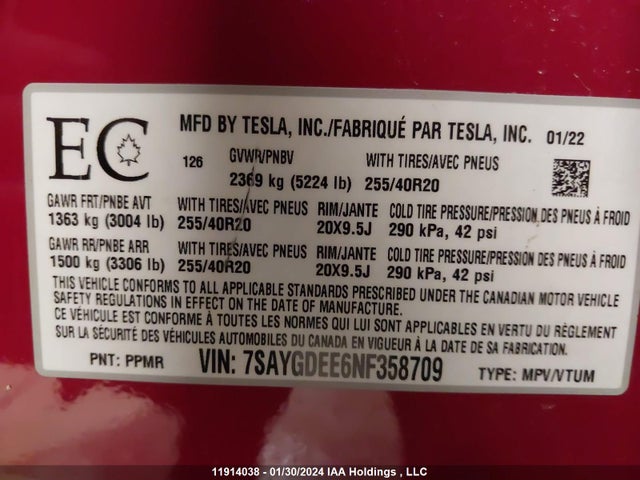 EC
MFD BY TESLA, INC./FABRIQUÉ PAR TESLA, INC. 01/22
126 GVWR/PNBV WITH TIRES/AVEC PNEUS
2369 kg (5224 lb) 255/40R20
GAWR FRT/PNBE AVT WITH TIRES/AVEC PNEUS RIM/JANTE COLD TIRE PRESSURE/PRESSION DES PNEUS À FROID
1363 kg (3004 lb) 255/40R20 20X9.5J 290 kPa, 42 psi
GAWR RR/PNBE ARR WITH TIRES/AVEC PNEUS RIM/JANTE COLD TIRE PRESSURE/PRESSION DES PNEUS À FROID
1500 kg (3306 lb) 255/40R20 20X9.5J 290 kPa, 42 psi
THIS VEHICLE CONFORMS TO ALL APPLICABLE STANDARDS PRESCRIBED UNDER THE CANADIAN MOTOR VEHICLE
SAFETY REGULATIONS IN EFFECT ON THE DATE OF MANUFACTURE.
CE VÉHICULE EST CONFORME À TOUTES LES NORMES QUI LUI SONT APPLICABLES EN VERTU DU RÈGLEMENT
SUR LA SÉCURITÉ DES VÉHICULES AUTOMOBILES DU CANADA EN VIGUEUR À LA DATE DE SA FABRICATION.
PNT: PPMR VIN: 7SAYGDEE6NF358709 TYPE: MPV/VTUM
11914038 - 01/30/2024 IAA Holdings , LLC